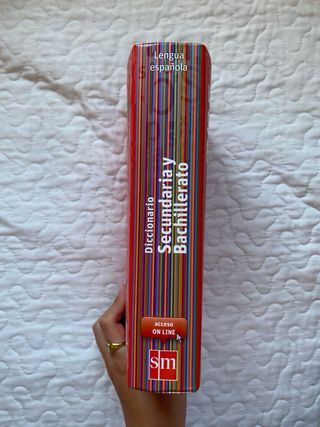 Lengua
española
Diccionario
Secundaria y
Bachillerato
acceso
ON LINE
sm